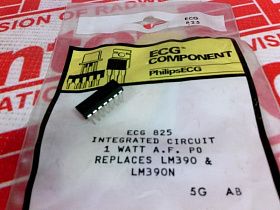 ECG
825
ECG®
COMPONENT
PhilipsECG
ECG 825
INTEGRATED CIRCUIT
1 WATT A.F. PO
REPLACES LM390 &
LM390N
5G AB